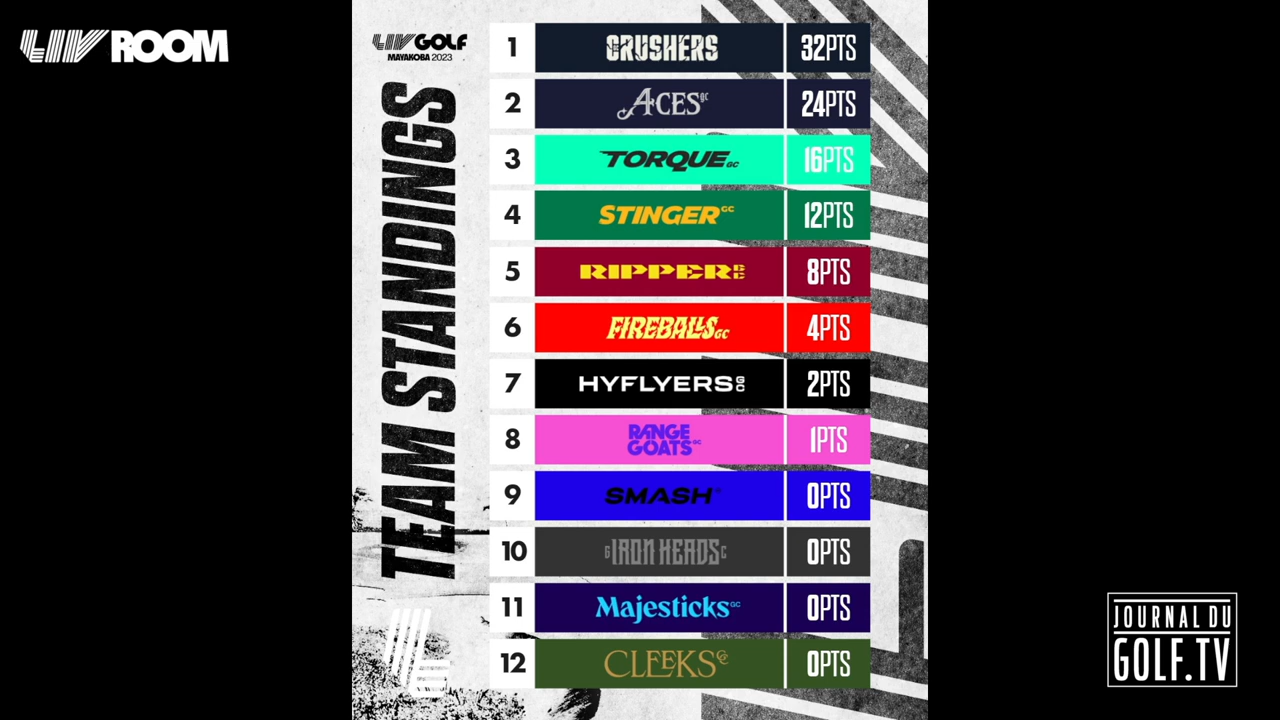 LIV ROOM
LIV GOLF
MAYAKOBA 2023
TEAM STANDINGS
1 CRUSHERS 32PTS
2 ACES GC 24PTS
3 TORQUE GC 16PTS
4 STINGER GC 12PTS
5 RIPPER GC 8PTS
6 FIREBALLS GC 4PTS
7 HYFLYERS GC 2PTS
8 RANGE GOATS GC 1PTS
9 SMASH 0PTS
10 IRON HEADS GC 0PTS
11 Majesticks GC 0PTS
12 CLEEKS GC 0PTS
JOURNAL DU
GOLF.TV